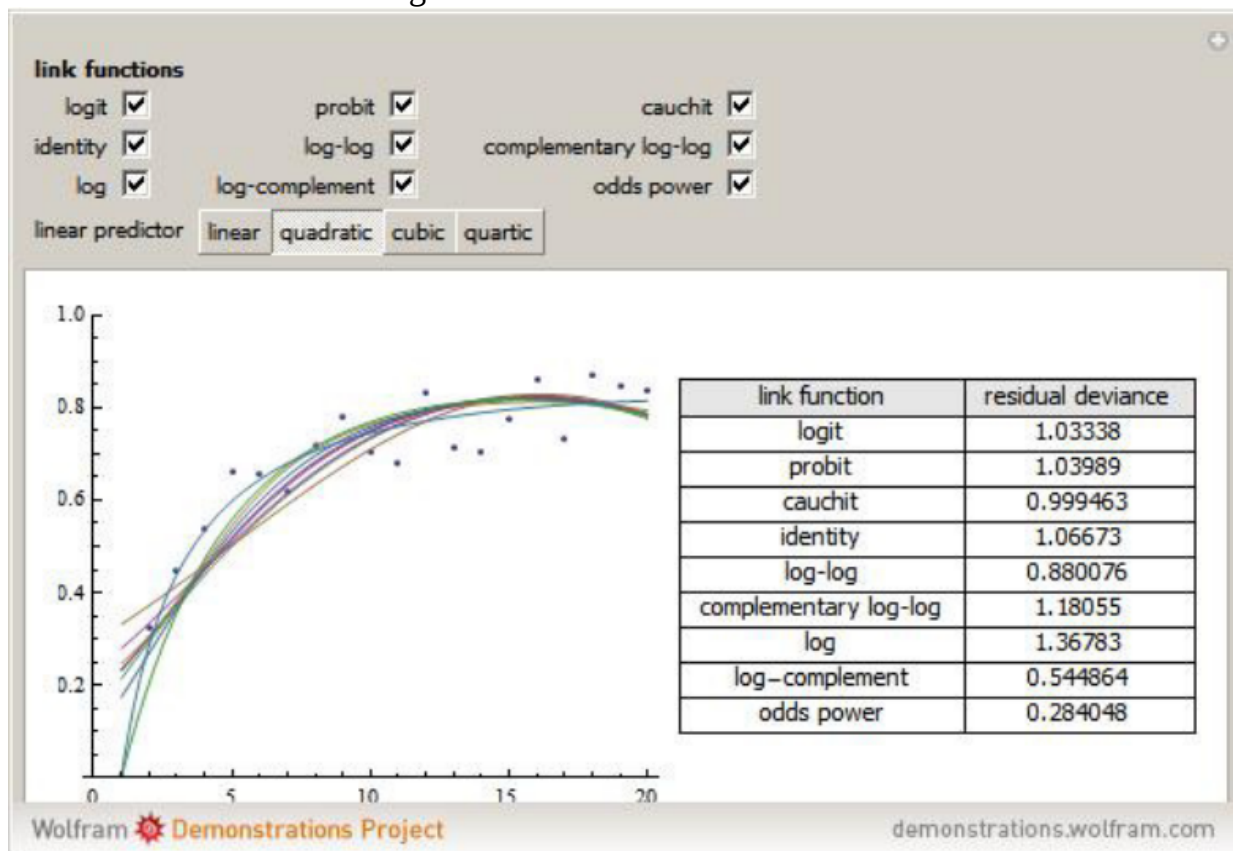 link functions
logit probit cauchit
identity log-log complementary log-log
log log-complement odds power
linear predictor linear quadratic cubic quartic
1.0
0.8
0.6
0.4
0.2
0 5 10 15 20
link function residual deviance
logit 1.03338
probit 1.03989
cauchit 0.999463
identity 1.06673
log-log 0.880076
complementary log-log 1.18055
log 1.36783
log-complement 0.544864
odds power 0.284048
Wolfram Demonstrations Project demonstrations.wolfram.com